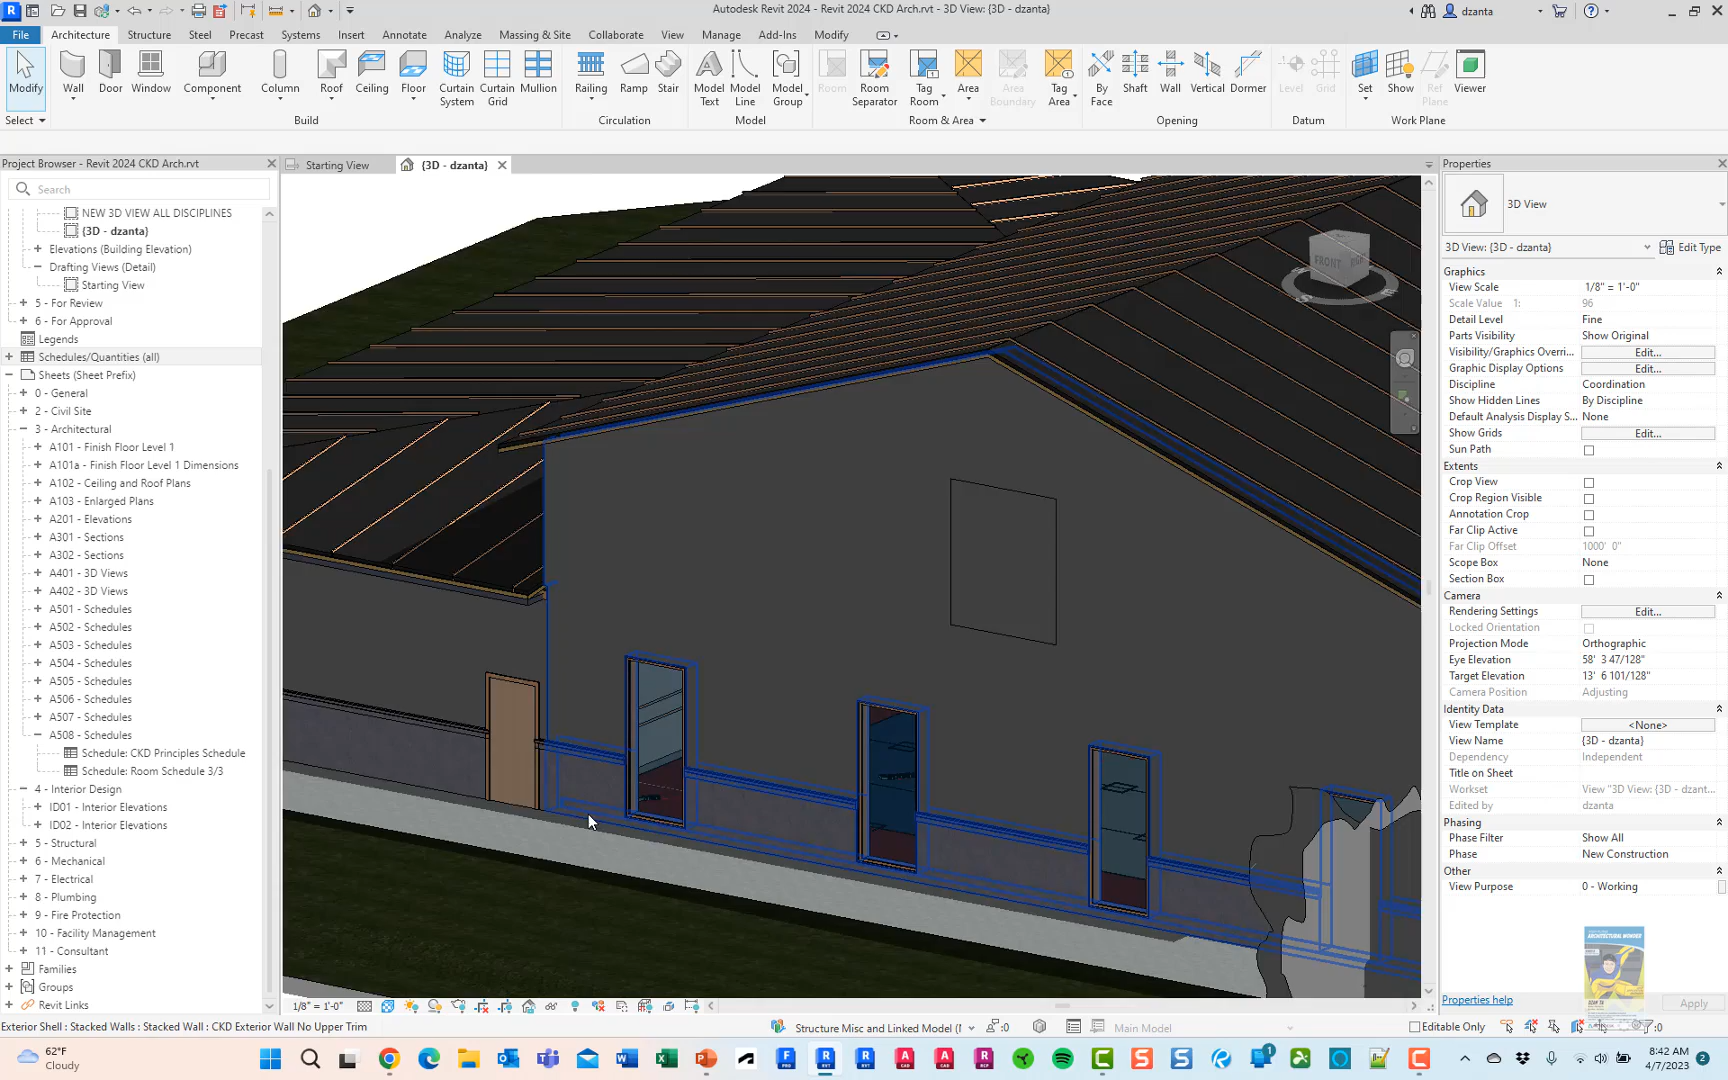 Autodesk Revit 2024 - Revit 2024 CKD Arch.rvt - 3D View: {3D - dzanta}
dzanta
File Architecture Structure Steel Precast Systems Insert Annotate Analyze Massing & Site Collaborate View Manage Add-Ins Modify
Modify Wall Door Window Component Column Roof Ceiling Floor Curtain System Curtain Grid Mullion Railing Ramp Stair Model Text Model Line Model Group Room Room Separator Tag Room Area Area Boundary Tag Area By Face Shaft Wall Vertical Dormer Level Grid Set Show Ref Plane Viewer
Select Build Circulation Model Room & Area Opening Datum Work Plane
Project Browser - Revit 2024 CKD Arch.rvt
Search
NEW 3D VIEW ALL DISCIPLINES
{3D - dzanta}
Elevations (Building Elevation)
Drafting Views (Detail)
Starting View
5 - For Review
6 - For Approval
Legends
Schedules/Quantities (all)
Sheets (Sheet Prefix)
0 - General
2 - Civil Site
3 - Architectural
A101 - Finish Floor Level 1
A101a - Finish Floor Level 1 Dimensions
A102 - Ceiling and Roof Plans
A103 - Enlarged Plans
A201 - Elevations
A301 - Sections
A302 - Sections
A401 - 3D Views
A402 - 3D Views
A501 - Schedules
A502 - Schedules
A503 - Schedules
A504 - Schedules
A505 - Schedules
A506 - Schedules
A507 - Schedules
A508 - Schedules
Schedule: CKD Principles Schedule
Schedule: Room Schedule 3/3
4 - Interior Design
ID01 - Interior Elevations
ID02 - Interior Elevations
5 - Structural
6 - Mechanical
7 - Electrical
8 - Plumbing
9 - Fire Protection
10 - Facility Management
11 - Consultant
Families
Groups
Revit Links
Starting View {3D - dzanta}
FRONT
1/8" = 1'-0"
Properties
3D View
3D View: {3D - dzanta} Edit Type
Graphics
View Scale 1/8" = 1'-0"
Scale Value 1: 96
Detail Level Fine
Parts Visibility Show Original
Visibility/Graphics Overri... Edit...
Graphic Display Options Edit...
Discipline Coordination
Show Hidden Lines By Discipline
Default Analysis Display S... None
Show Grids Edit...
Sun Path
Extents
Crop View
Crop Region Visible
Annotation Crop
Far Clip Active
Far Clip Offset 1000' 0"
Scope Box None
Section Box
Camera
Rendering Settings Edit...
Locked Orientation
Projection Mode Orthographic
Eye Elevation 58' 3 47/128"
Target Elevation 13' 6 101/128"
Camera Position Adjusting
Identity Data
View Template <None>
View Name {3D - dzanta}
Dependency Independent
Title on Sheet
Workset View "3D View: {3D - dzant...
Edited by dzanta
Phasing
Phase Filter Show All
Phase New Construction
Other
View Purpose 0 - Working
ARCHITECTURAL WONDER
Properties help Apply
Exterior Shell : Stacked Walls : Stacked Wall : CKD Exterior Wall No Upper Trim
Structure Misc and Linked Model (
:0
Main Model
Editable Only
:0
62°F
Cloudy
8:42 AM
4/7/2023